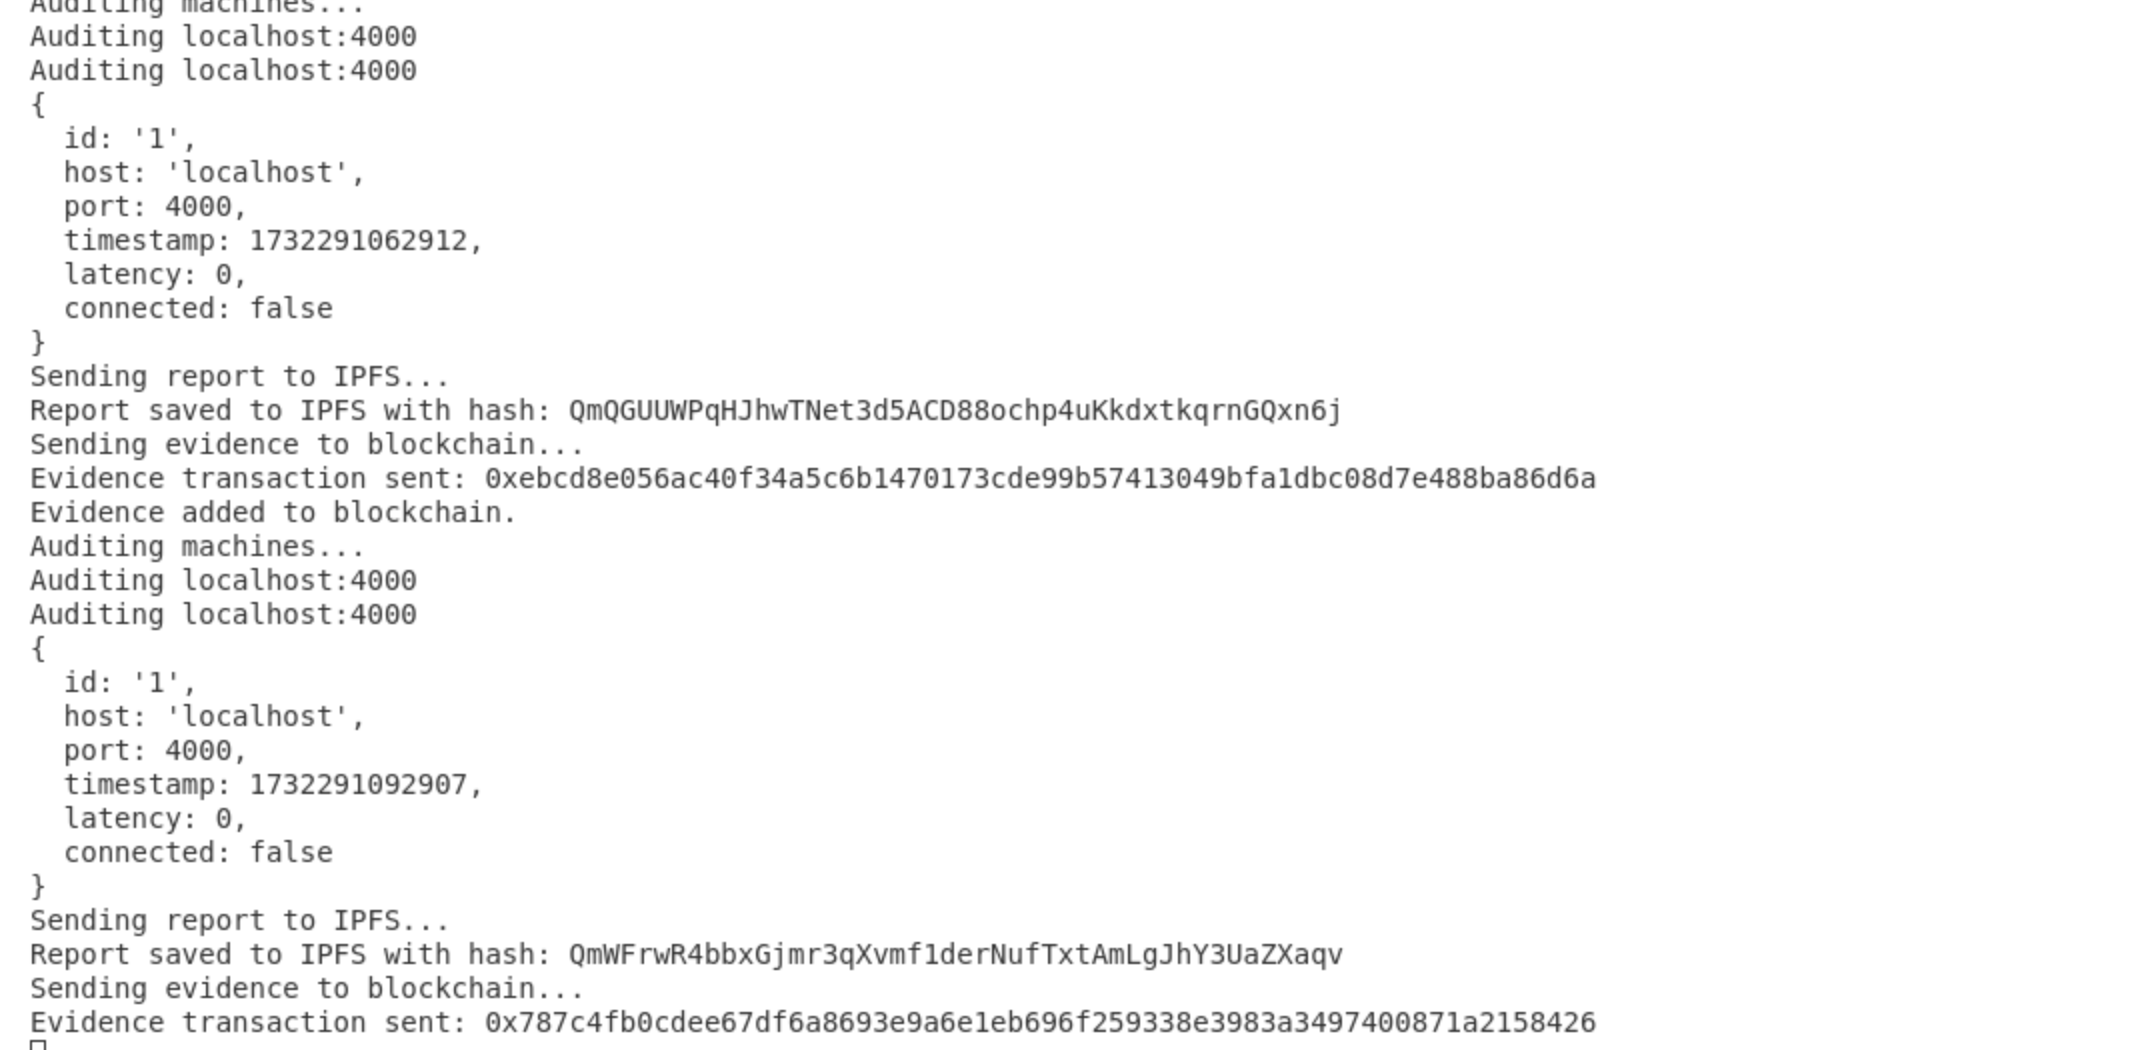 Auditing machines...
Auditing localhost:4000
Auditing localhost:4000
{
  id: '1',
  host: 'localhost',
  port: 4000,
  timestamp: 1732291062912,
  latency: 0,
  connected: false
}
Sending report to IPFS...
Report saved to IPFS with hash: QmQGUUWPqHJhwTNet3d5ACD88ochp4uKkdxtkqrnGQxn6j
Sending evidence to blockchain...
Evidence transaction sent: 0xebcd8e056ac40f34a5c6b1470173cde99b57413049bfa1dbc08d7e488ba86d6a
Evidence added to blockchain.
Auditing machines...
Auditing localhost:4000
Auditing localhost:4000
{
  id: '1',
  host: 'localhost',
  port: 4000,
  timestamp: 1732291092907,
  latency: 0,
  connected: false
}
Sending report to IPFS...
Report saved to IPFS with hash: QmWFrwR4bbxGjmr3qXvmf1derNufTxtAmLgJhY3UaZXaqv
Sending evidence to blockchain...
Evidence transaction sent: 0x787c4fb0cdee67df6a8693e9a6e1eb696f259338e3983a3497400871a2158426